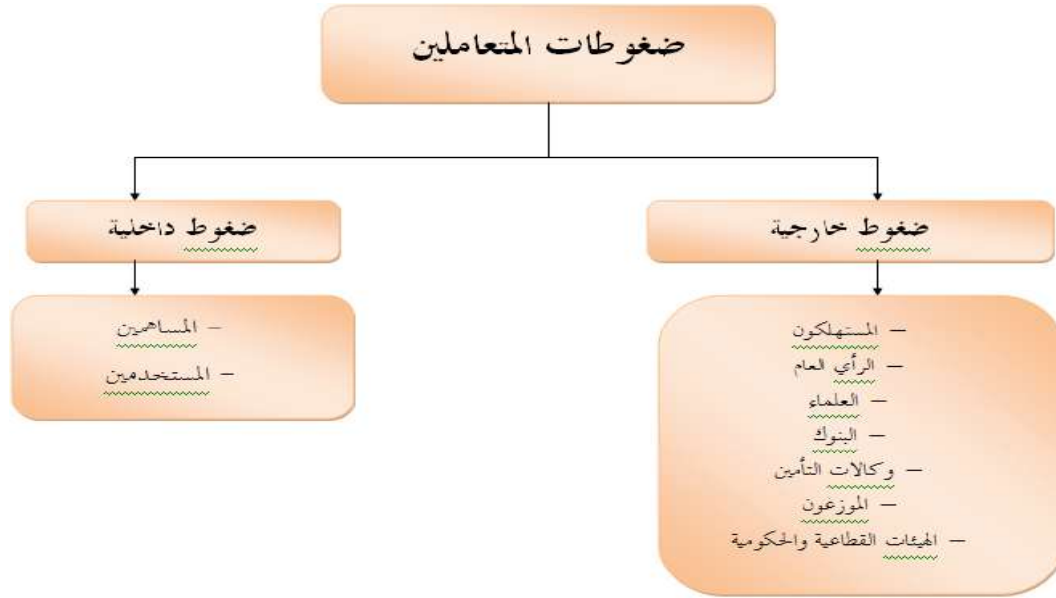 ضغوطات المتعاملين
ضغوط خارجية
– المستهلكون
– الرأي العام
– العلماء
– البنوك
– وكالات التأمين
– الموزعون
– الهيئات القطاعية والحكومية
ضغوط داخلية
– المساهمين
– المستخدمين